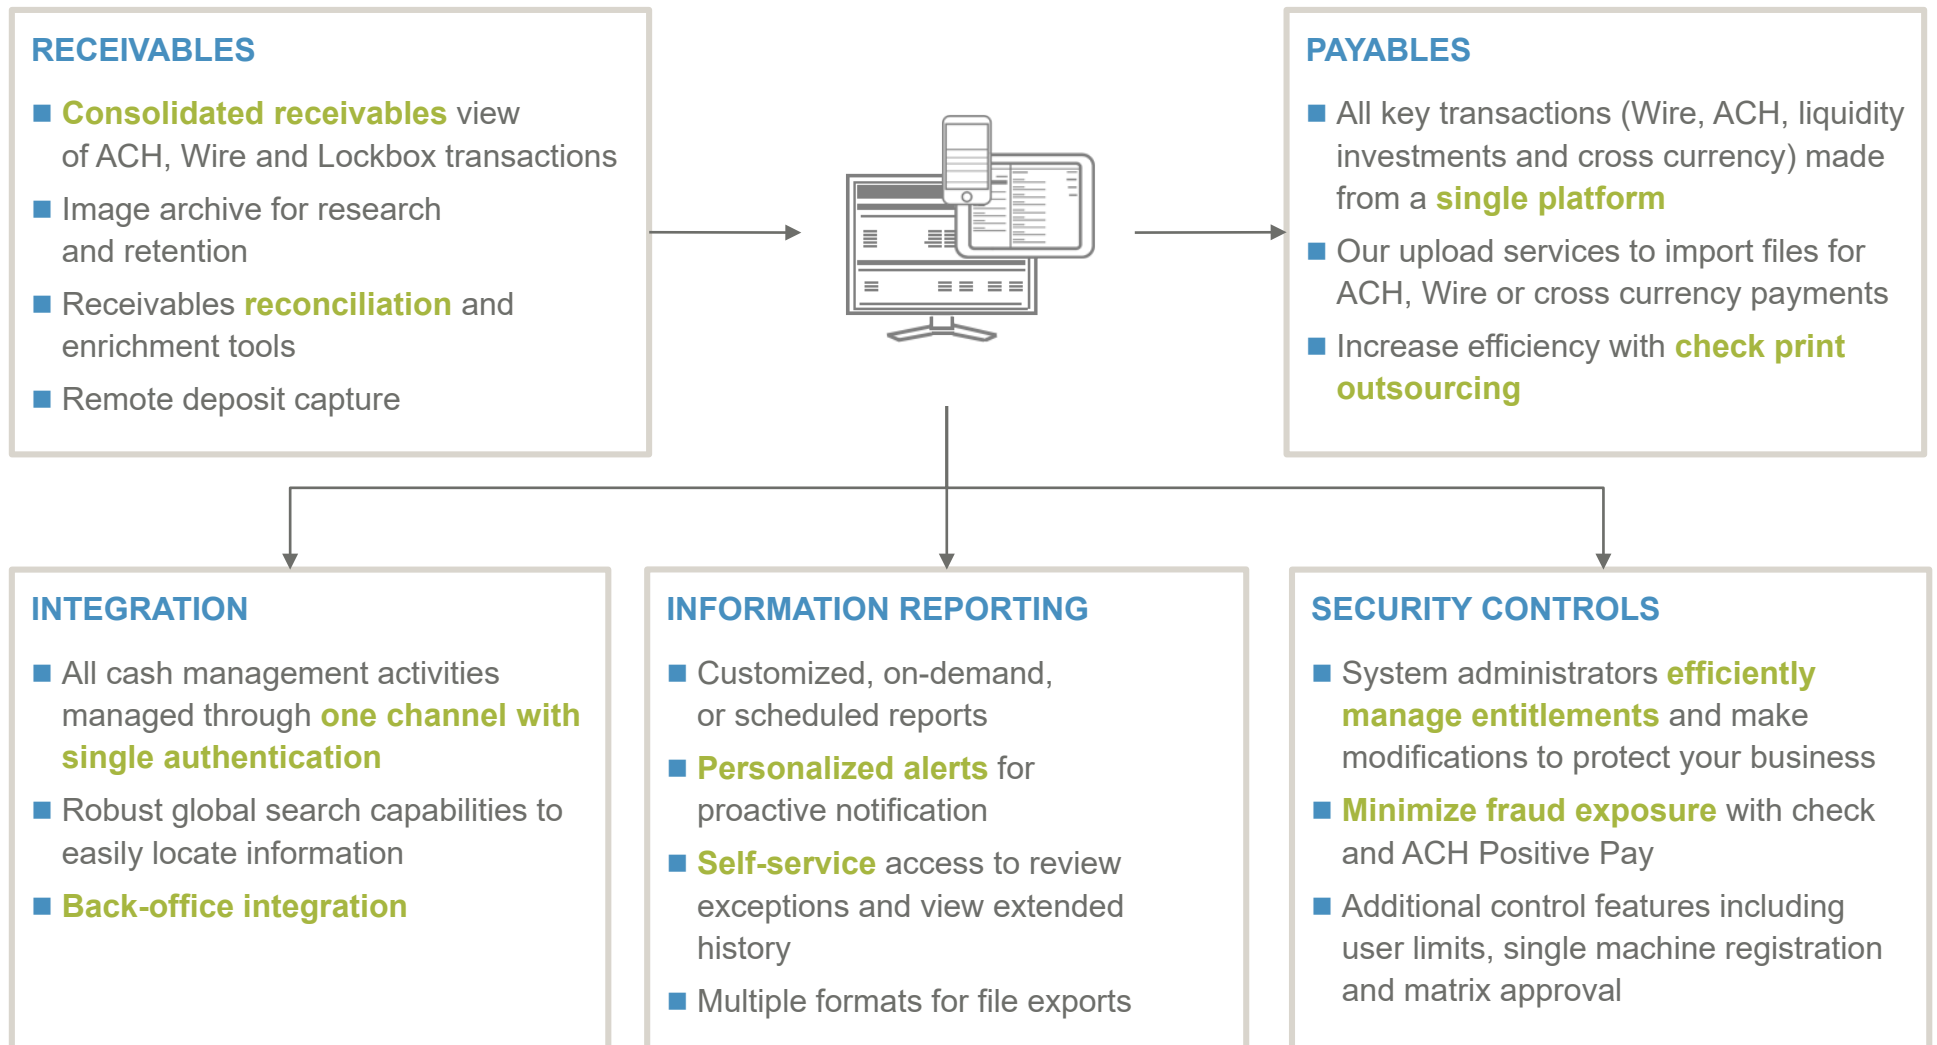 RECEIVABLES
Consolidated receivables view
of ACH, Wire and Lockbox transactions
Image archive for research
and retention
Receivables reconciliation and
enrichment tools
Remote deposit capture
PAYABLES
All key transactions (Wire, ACH, liquidity
investments and cross currency) made
from a single platform
Our upload services to import files for
ACH, Wire or cross currency payments
Increase efficiency with check print
outsourcing
INTEGRATION
All cash management activities
managed through one channel with
single authentication
Robust global search capabilities to
easily locate information
Back-office integration
INFORMATION REPORTING
Customized, on-demand,
or scheduled reports
Personalized alerts for
proactive notification
Self-service access to review
exceptions and view extended
history
Multiple formats for file exports
SECURITY CONTROLS
System administrators efficiently
manage entitlements and make
modifications to protect your business
Minimize fraud exposure with check
and ACH Positive Pay
Additional control features including
user limits, single machine registration
and matrix approval